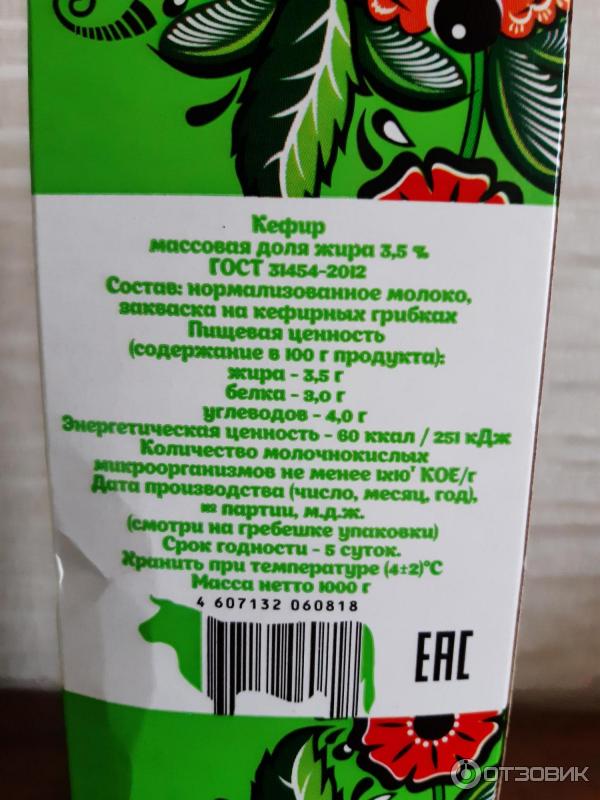 Кефир
массовая доля жира 3,5 %
ГОСТ 31454-2012
Состав: нормализованное молоко,
закваска на кефирных грибках
Пищевая ценность
(содержание в 100 г продукта):
жира - 3,5 г
белка - 3,0 г
углеводов - 4,0 г
Энергетическая ценность - 60 ккал / 251 кДж
Количество молочнокислых
микроорганизмов не менее 1х10⁷ КОЕ/г
Дата производства (число, месяц, год),
№ партии, м.д.ж.
(смотри на гребешке упаковки)
Срок годности - 5 суток.
Хранить при температуре (4±2)°С
Масса нетто 1000 г
4 607132 060818
ЕАС
ОТЗОВИК